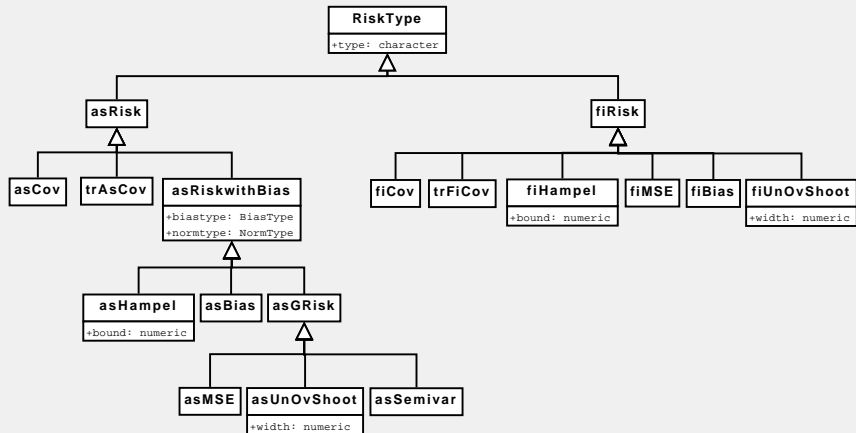 RiskType
+type: character
asRisk
fiRisk
asCov
trAsCov
asRiskwithBias
+biastype: BiasType
+normtype: NormType
fiCov
trFiCov
fiHampel
+bound: numeric
fiMSE
fiBias
fiUnOvShoot
+width: numeric
asHampel
+bound: numeric
asBias
asGRisk
asMSE
asUnOvShoot
+width: numeric
asSemivar